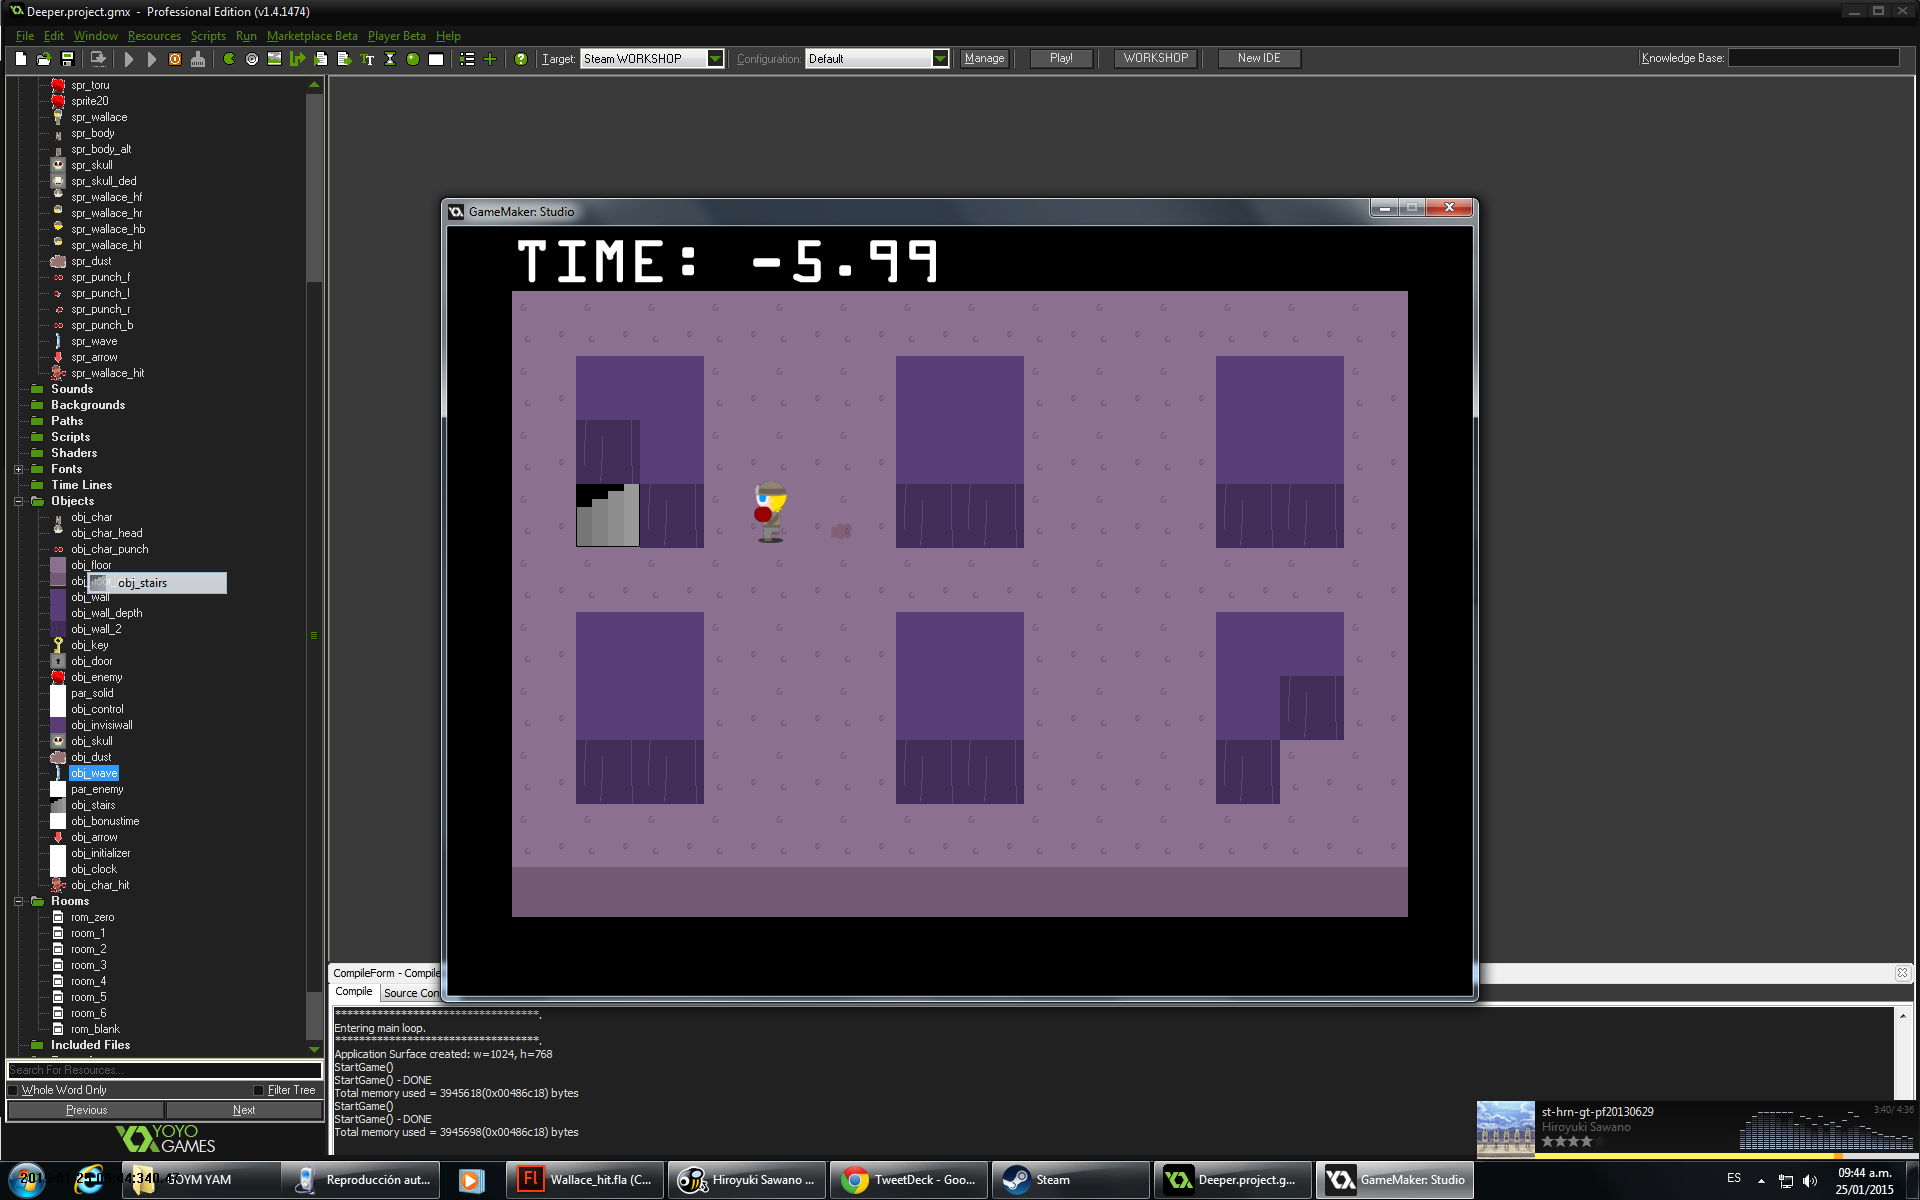 Deeper.project.gmx - Professional Edition (v1.4.1474)
File Edit Window Resources Scripts Run Marketplace Beta Player Beta Help
Target: Steam WORKSHOP Configuration: Default Manage Play! WORKSHOP New IDE Knowledge Base:
spr_toru
sprite20
spr_wallace
spr_body
spr_body_alt
spr_skull
spr_skull_ded
spr_wallace_hf
spr_wallace_hr
spr_wallace_hb
spr_wallace_hl
spr_dust
spr_punch_f
spr_punch_l
spr_punch_r
spr_punch_b
spr_wave
spr_arrow
spr_wallace_hit
Sounds
Backgrounds
Paths
Scripts
Shaders
Fonts
Time Lines
Objects
obj_char
obj_char_head
obj_char_punch
obj_floor
obj_stairs
obj_wall
obj_wall_depth
obj_wall_2
obj_key
obj_door
obj_enemy
par_solid
obj_control
obj_invisiwall
obj_skull
obj_dust
obj_wave
par_enemy
obj_stairs
obj_bonustime
obj_arrow
obj_initializer
obj_clock
obj_char_hit
Rooms
rom_zero
room_1
room_2
room_3
room_4
room_5
room_6
rom_blank
Included Files
Search For Resources...
Whole Word Only Filter Tree
Previous Next
YOYO
GAMES
GameMaker: Studio
TIME: -5.99
CompileForm - Compile
Compile Source Con
***********************************.
Entering main loop.
***********************************.
Application Surface created: w=1024, h=768
StartGame()
StartGame() - DONE
Total memory used = 3945618(0x00486c18) bytes
StartGame()
StartGame() - DONE
Total memory used = 3945698(0x00486c18) bytes
st-hrn-gt-pf20130629 3:40/ 4:36
Hiroyuki Sawano
YAM
Reproducción aut...
Wallace_hit.fla (C...
Hiroyuki Sawano ...
TweetDeck - Goo...
Steam
Deeper.project.g...
GameMaker: Studio
ES
09:44 a.m.
25/01/2015